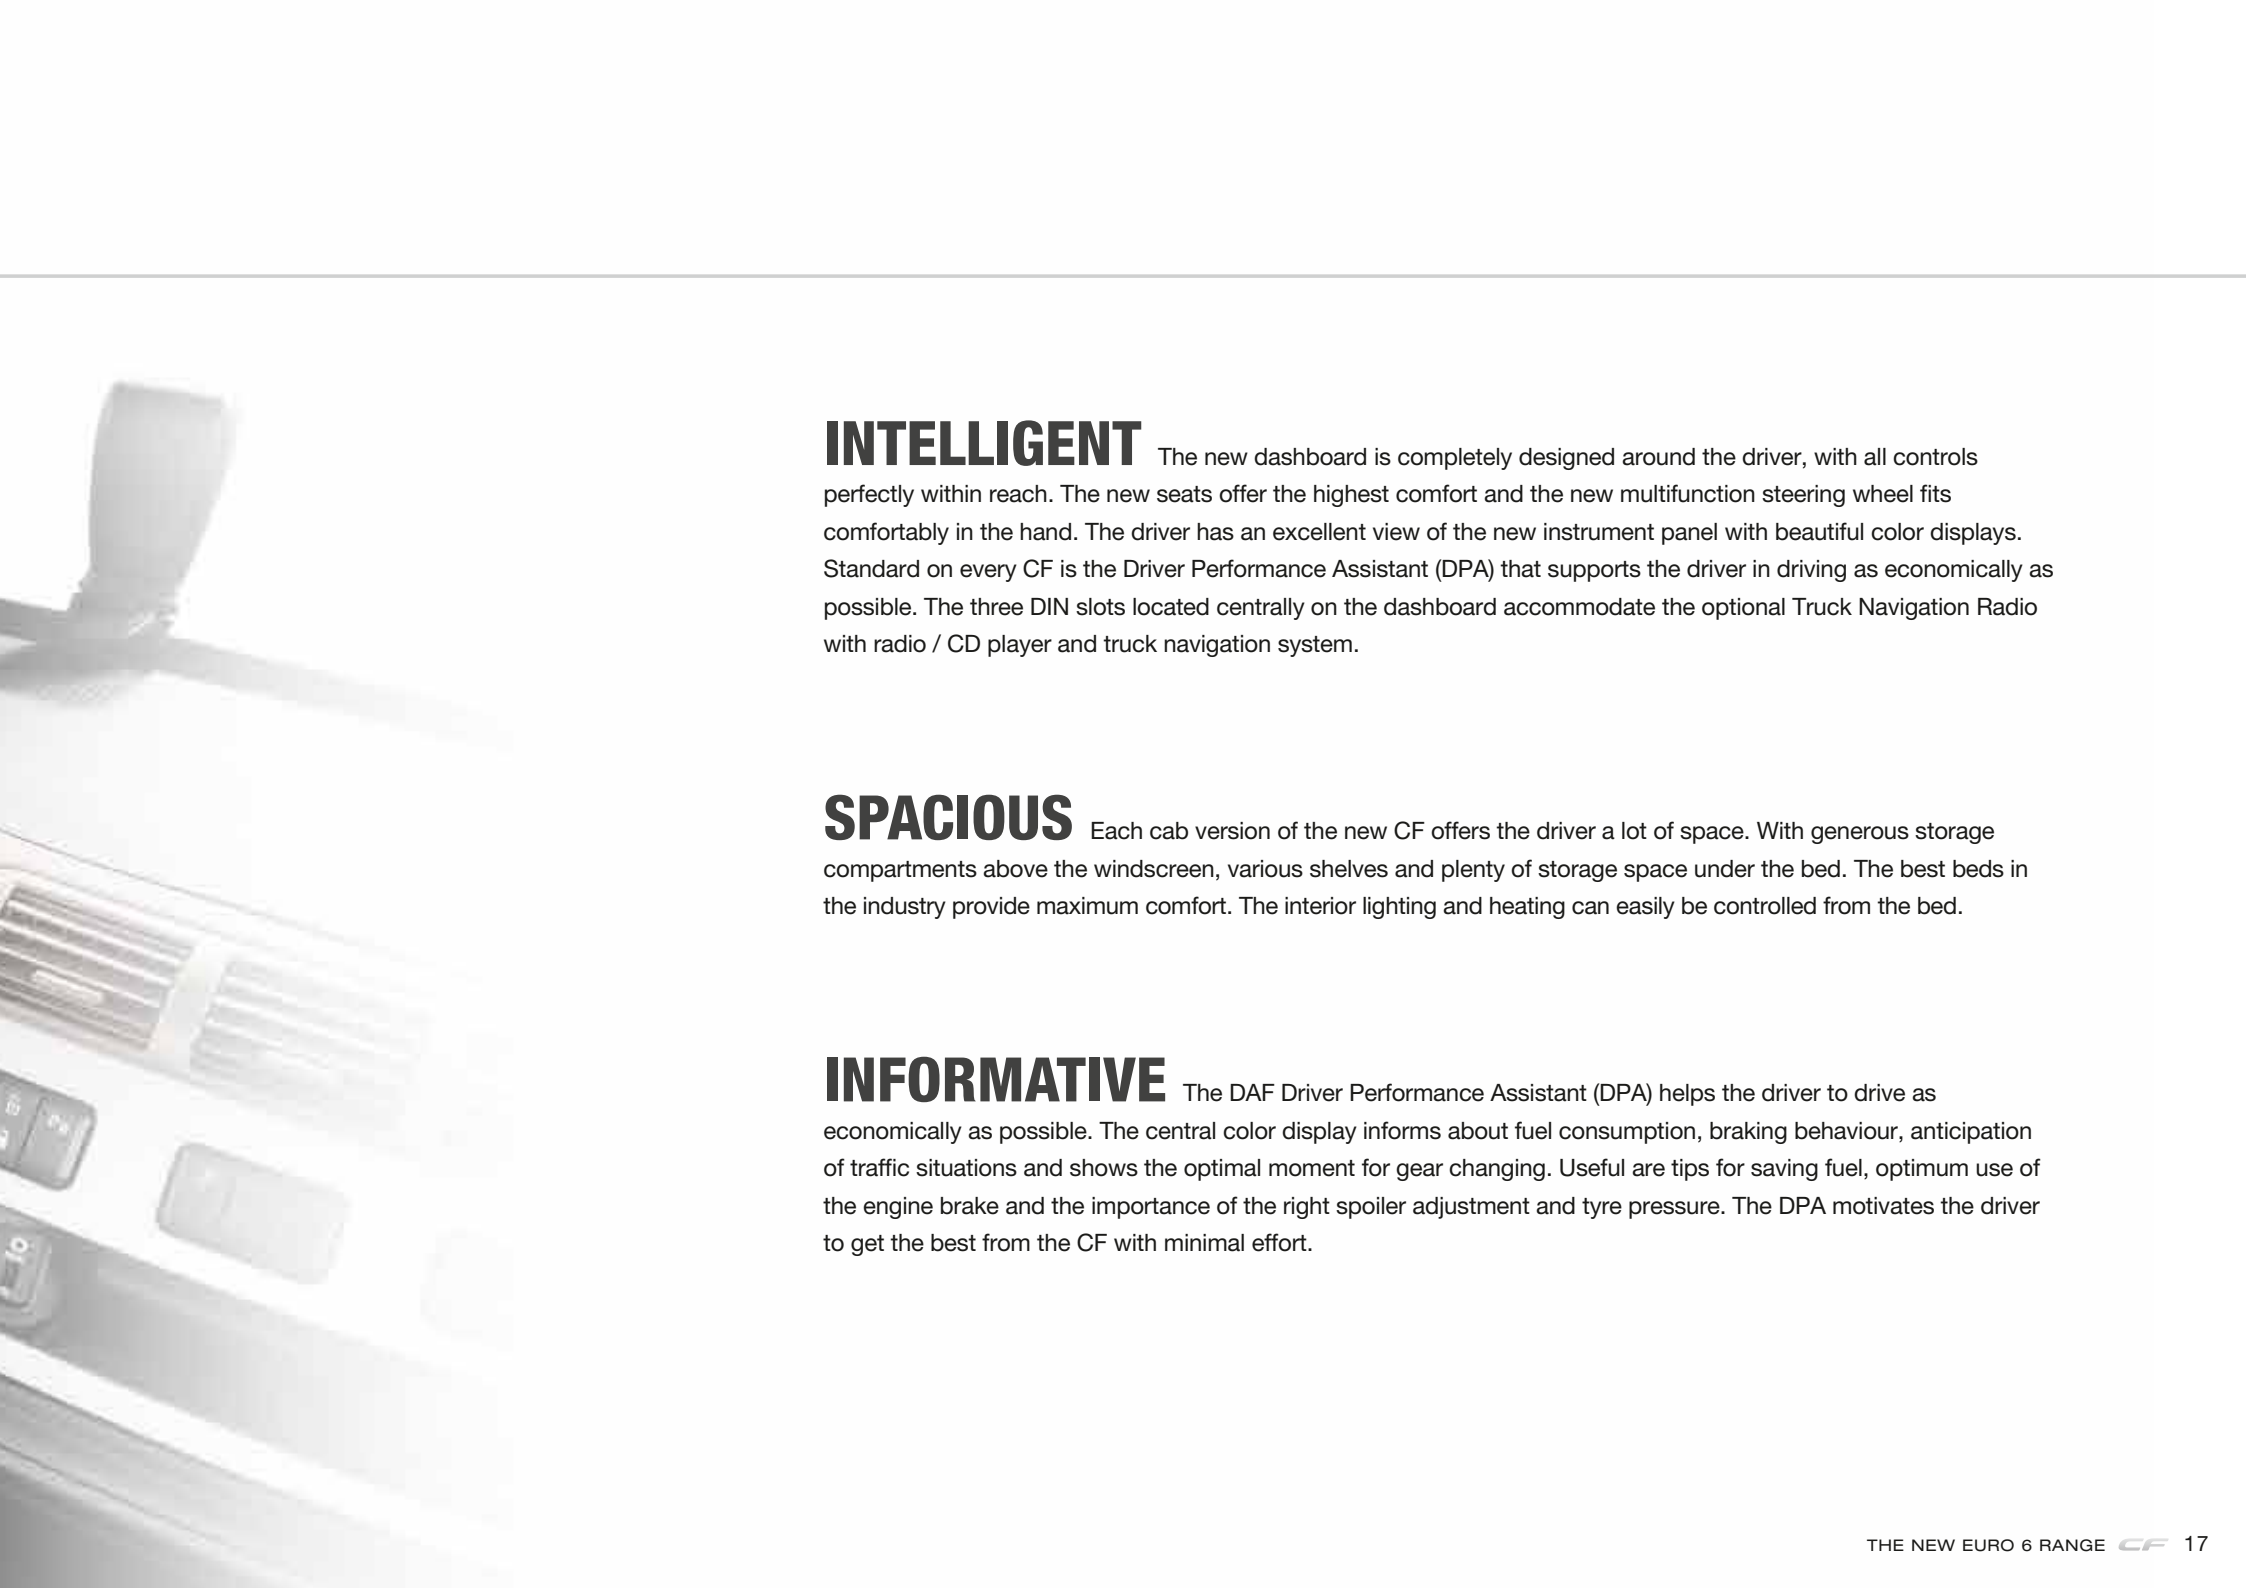 INTELLIGENT The new dashboard is completely designed around the driver, with all controls
perfectly within reach. The new seats offer the highest comfort and the new multifunction steering wheel fits
comfortably in the hand. The driver has an excellent view of the new instrument panel with beautiful color displays.
Standard on every CF is the Driver Performance Assistant (DPA) that supports the driver in driving as economically as
possible. The three DIN slots located centrally on the dashboard accommodate the optional Truck Navigation Radio
with radio / CD player and truck navigation system.
SPACIOUS Each cab version of the new CF offers the driver a lot of space. With generous storage
compartments above the windscreen, various shelves and plenty of storage space under the bed. The best beds in
the industry provide maximum comfort. The interior lighting and heating can easily be controlled from the bed.
INFORMATIVE The DAF Driver Performance Assistant (DPA) helps the driver to drive as
economically as possible. The central color display informs about fuel consumption, braking behaviour, anticipation
of traffic situations and shows the optimal moment for gear changing. Useful are tips for saving fuel, optimum use of
the engine brake and the importance of the right spoiler adjustment and tyre pressure. The DPA motivates the driver
to get the best from the CF with minimal effort.
THE NEW EURO 6 RANGE CF 17